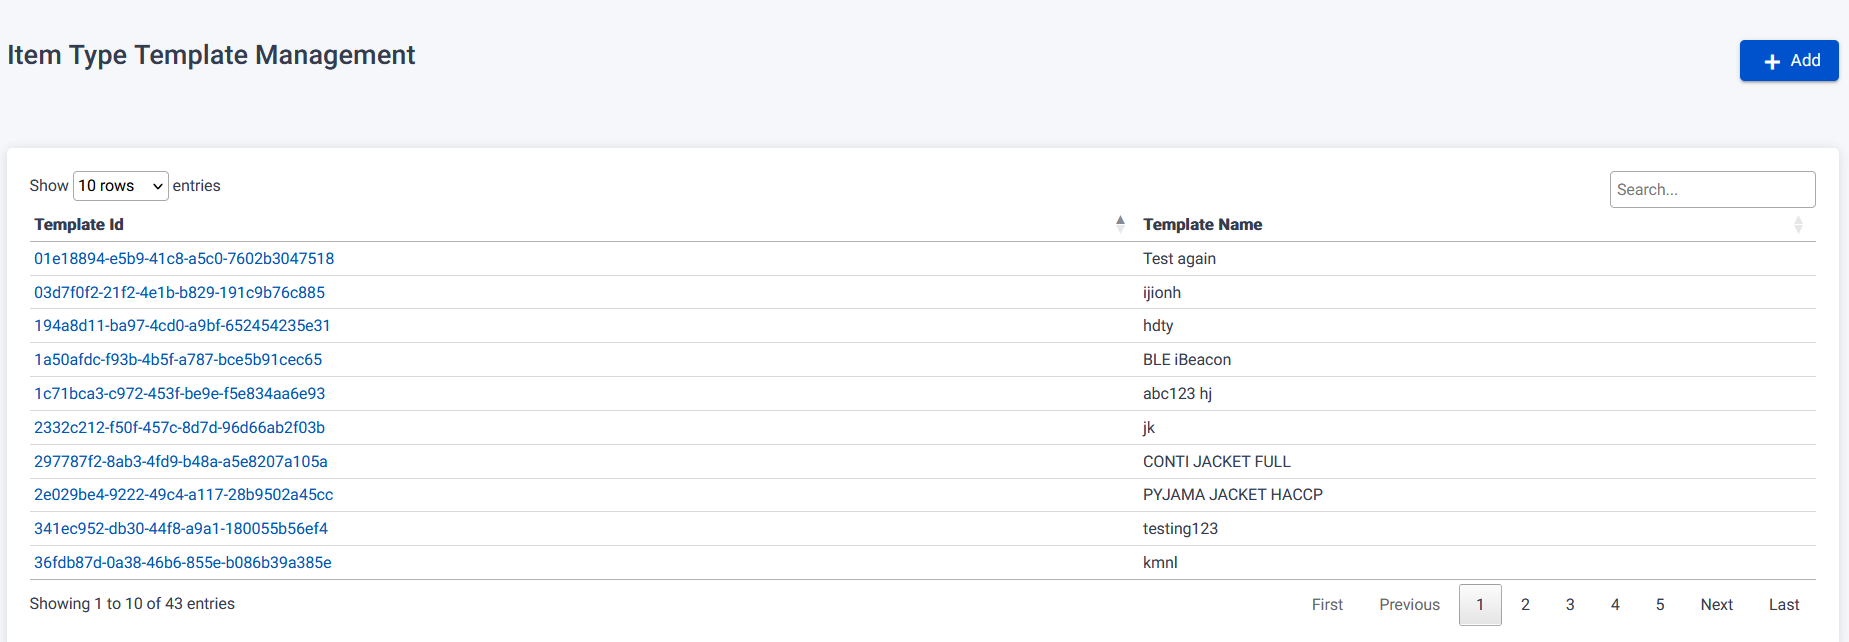 Item Type Template Management
Add
Show 10 rows entries
Search...
Template Id Template Name
01e18894-e5b9-41c8-a5c0-7602b3047518 Test again
03d7f0f2-21f2-4e1b-b829-191c9b76c885 ijionh
194a8d11-ba97-4cd0-a9bf-652454235e31 hdty
1a50afdc-f93b-4b5f-a787-bce5b91cec65 BLE iBeacon
1c71bca3-c972-453f-be9e-f5e834aa6e93 abc123 hj
2332c212-f50f-457c-8d7d-96d66ab2f03b jk
297787f2-8ab3-4fd9-b48a-a5e8207a105a CONTI JACKET FULL
2e029be4-9222-49c4-a117-28b9502a45cc PYJAMA JACKET HACCP
341ec952-db30-44f8-a9a1-180055b56ef4 testing123
36fdb87d-0a38-46b6-855e-b086b39a385e kmnl
Showing 1 to 10 of 43 entries First Previous 1 2 3 4 5 Next Last